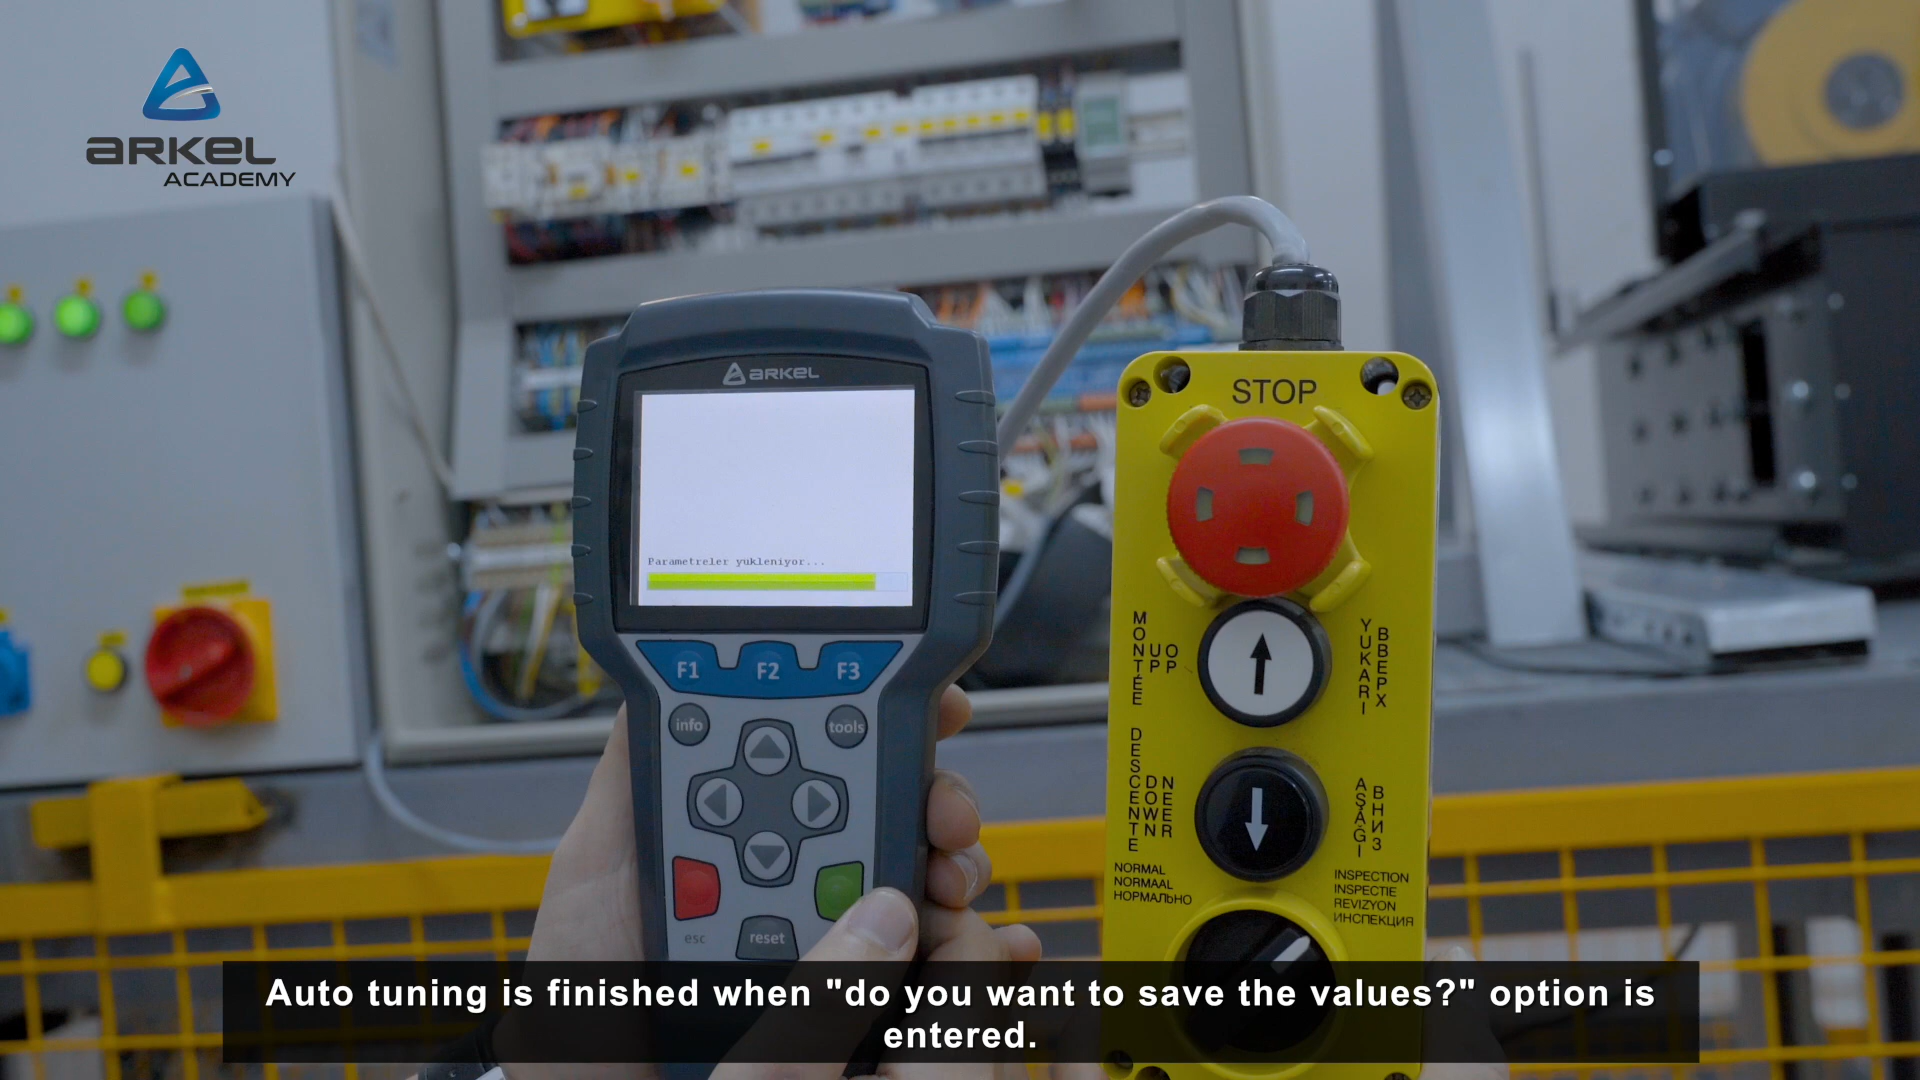 ARKEL
ACADEMY
ARKEL
Parametreler yukleniyor...
F1 F2 F3
info
tools
esc
reset
STOP
MONTÉE
UP
OP
YUKARI
ВВЕРХ
DESCENTE
DOWN
NEER
AŞAĞI
ВНИЗ
NORMAL
NORMAAL
НОРМАЛЬНО
INSPECTION
INSPECTIE
REVIZYON
ИНСПЕКЦИЯ
Auto tuning is finished when "do you want to save the values?" option is
entered.